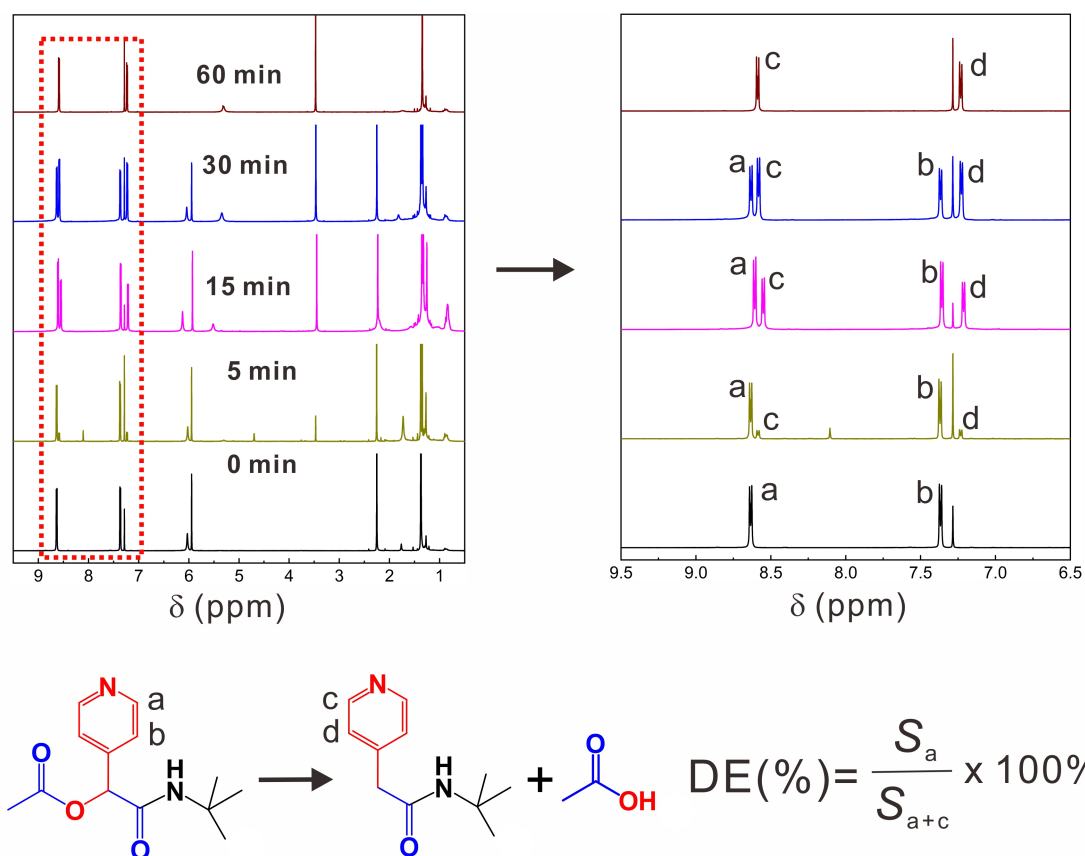 60 min
30 min
15 min
5 min
0 min
9 8 7 6 5 4 3 2 1
δ (ppm)
c d
a c b d
a c b d
a c b d
a b
9.5 9.0 8.5 8.0 7.5 7.0 6.5
δ (ppm)
N
a
b
O
H
N
O
O
N
c
d
H
N
O
+
O
OH
DE(%)= Sa / Sa+c x 100%